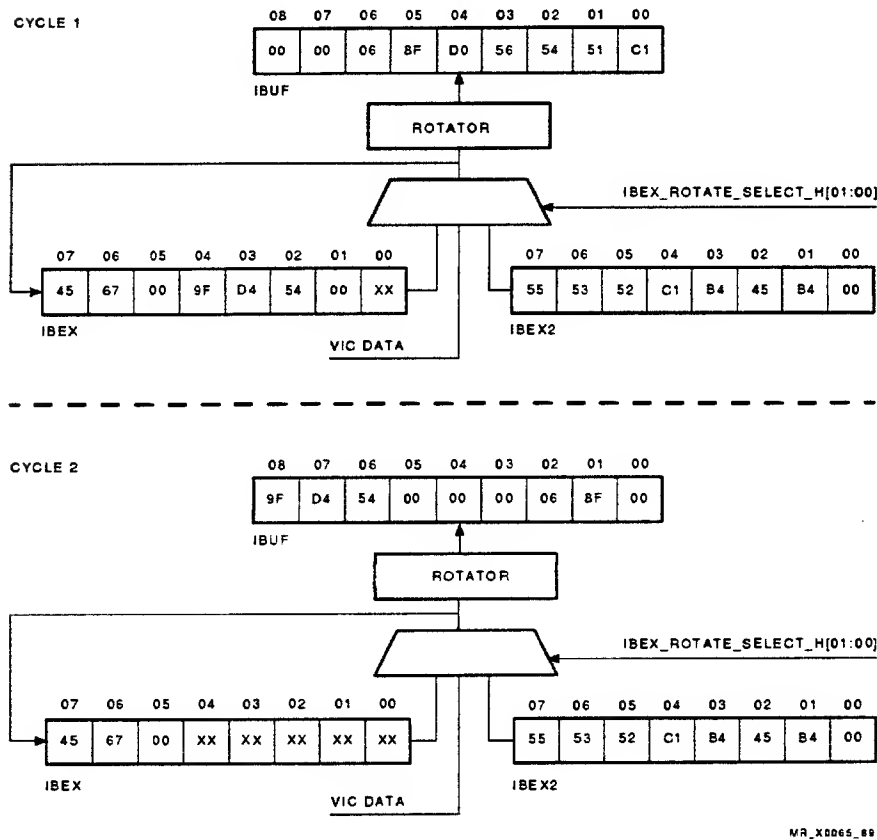 CYCLE 1
08 07 06 05 04 03 02 01 00
00 00 06 8F D0 56 54 51 C1
IBUF
ROTATOR
IBEX_ROTATE_SELECT_H[01:00]
07 06 05 04 03 02 01 00
45 67 00 9F D4 54 00 XX
IBEX
07 06 05 04 03 02 01 00
55 53 52 C1 B4 45 B4 00
IBEX2
VIC DATA
CYCLE 2
08 07 06 05 04 03 02 01 00
9F D4 54 00 00 00 06 8F 00
IBUF
ROTATOR
IBEX_ROTATE_SELECT_H[01:00]
07 06 05 04 03 02 01 00
45 67 00 XX XX XX XX XX
IBEX
07 06 05 04 03 02 01 00
55 53 52 C1 B4 45 B4 00
IBEX2
VIC DATA
MR_X0065_89